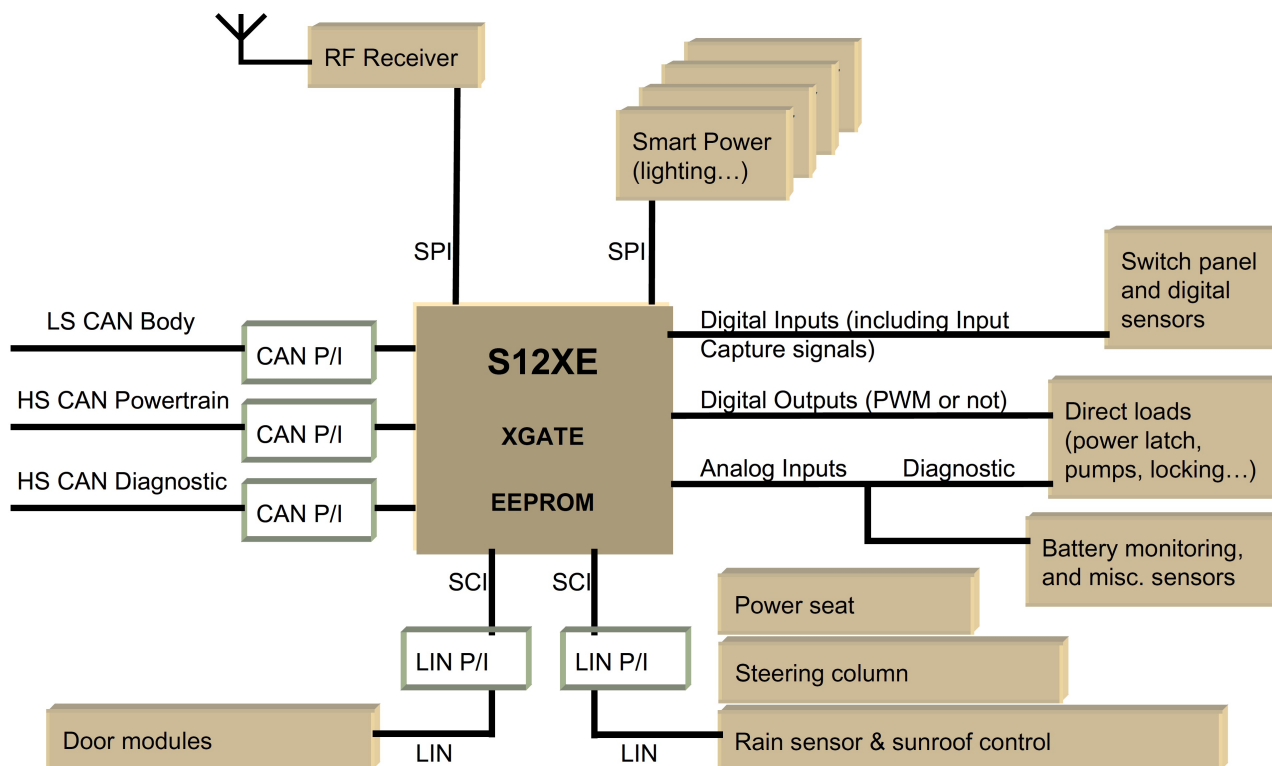 RF Receiver
Smart Power
(lighting…)
SPI
SPI
LS CAN Body
CAN P/I
HS CAN Powertrain
CAN P/I
HS CAN Diagnostic
CAN P/I
S12XE
XGATE
EEPROM
Digital Inputs (including Input
Capture signals)
Switch panel
and digital
sensors
Digital Outputs (PWM or not)
Direct loads
(power latch,
pumps, locking…)
Analog Inputs
Diagnostic
Battery monitoring,
and misc. sensors
SCI
SCI
LIN P/I
LIN P/I
Power seat
Steering column
Door modules
LIN
LIN
Rain sensor & sunroof control